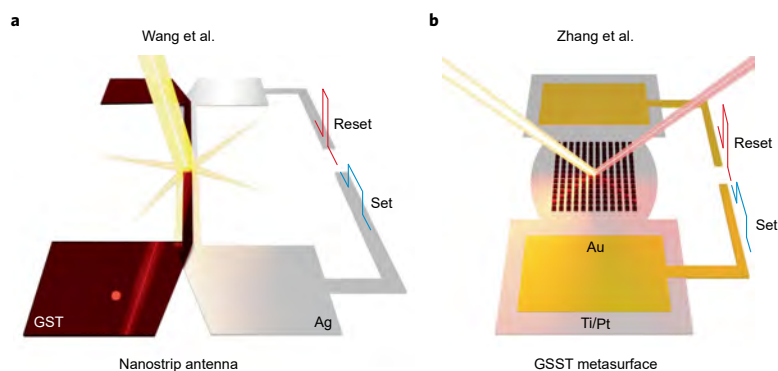 a
Wang et al.
Reset
Set
GST
Ag
Nanostrip antenna
b
Zhang et al.
Reset
Set
Au
Ti/Pt
GSST metasurface